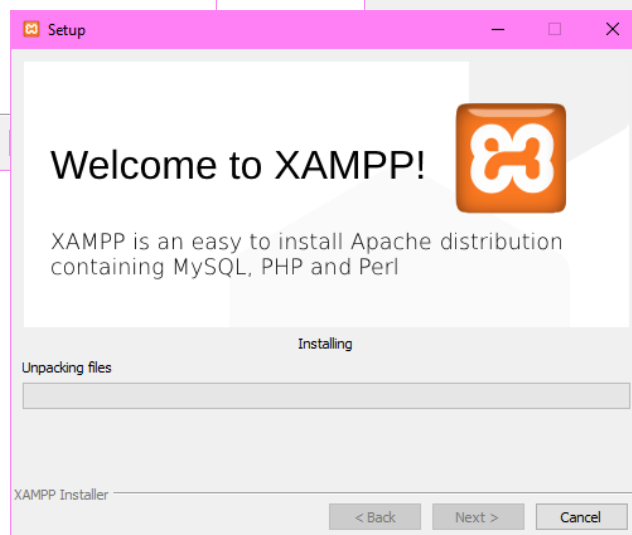 Setup
Welcome to XAMPP!
XAMPP is an easy to install Apache distribution
containing MySQL, PHP and Perl
Installing
Unpacking files
XAMPP Installer
< Back
Next >
Cancel